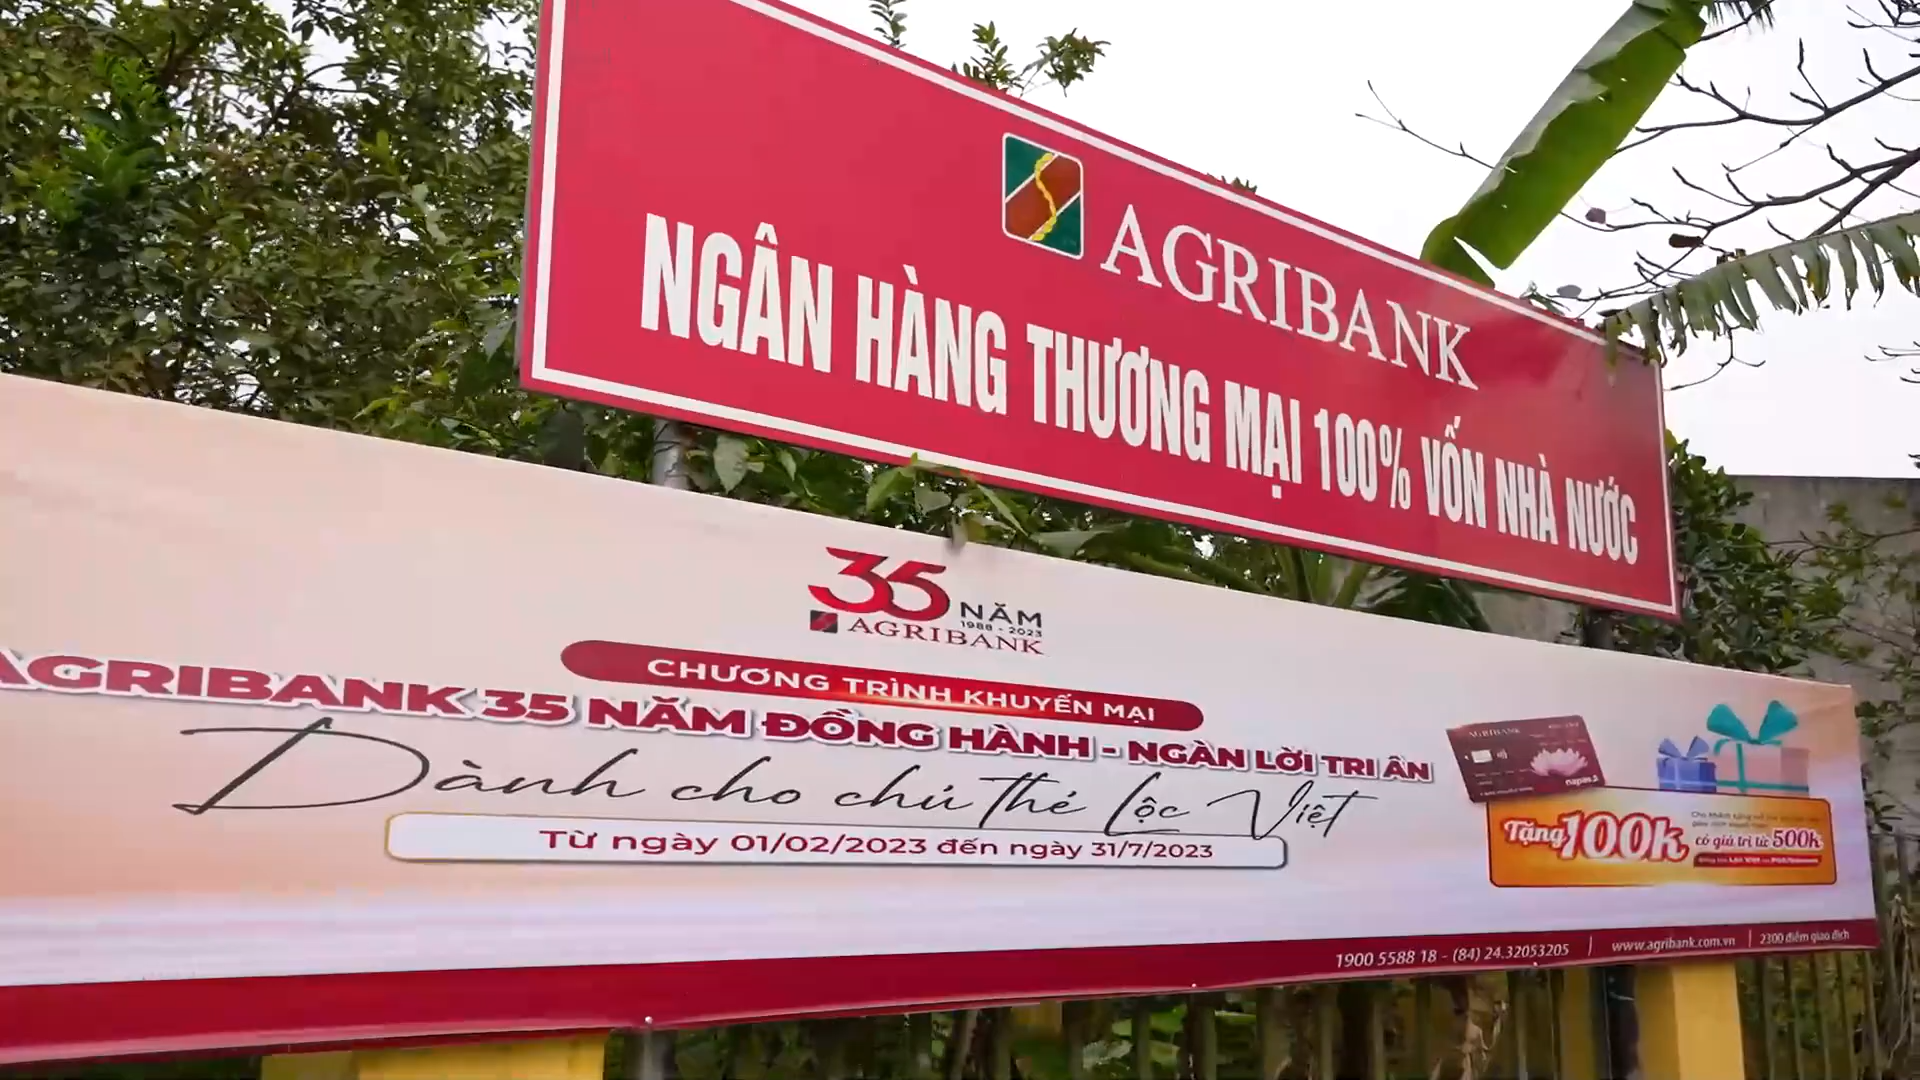 AGRIBANK
NGÂN HÀNG THƯƠNG MẠI 100% VỐN NHÀ NƯỚC
35 NĂM
1988 - 2023
AGRIBANK
CHƯƠNG TRÌNH KHUYẾN MẠI
AGRIBANK 35 NĂM ĐỒNG HÀNH - NGÀN LỜI TRI ÂN
Dành cho chủ thẻ Lộc Việt
Từ ngày 01/02/2023 đến ngày 31/7/2023
AGRIBANK
napas
Tặng 100k
có giá trị từ 500k
1900 5588 18 - (84) 24.32053205 | www.agribank.com.vn | 2300 điểm giao dịch